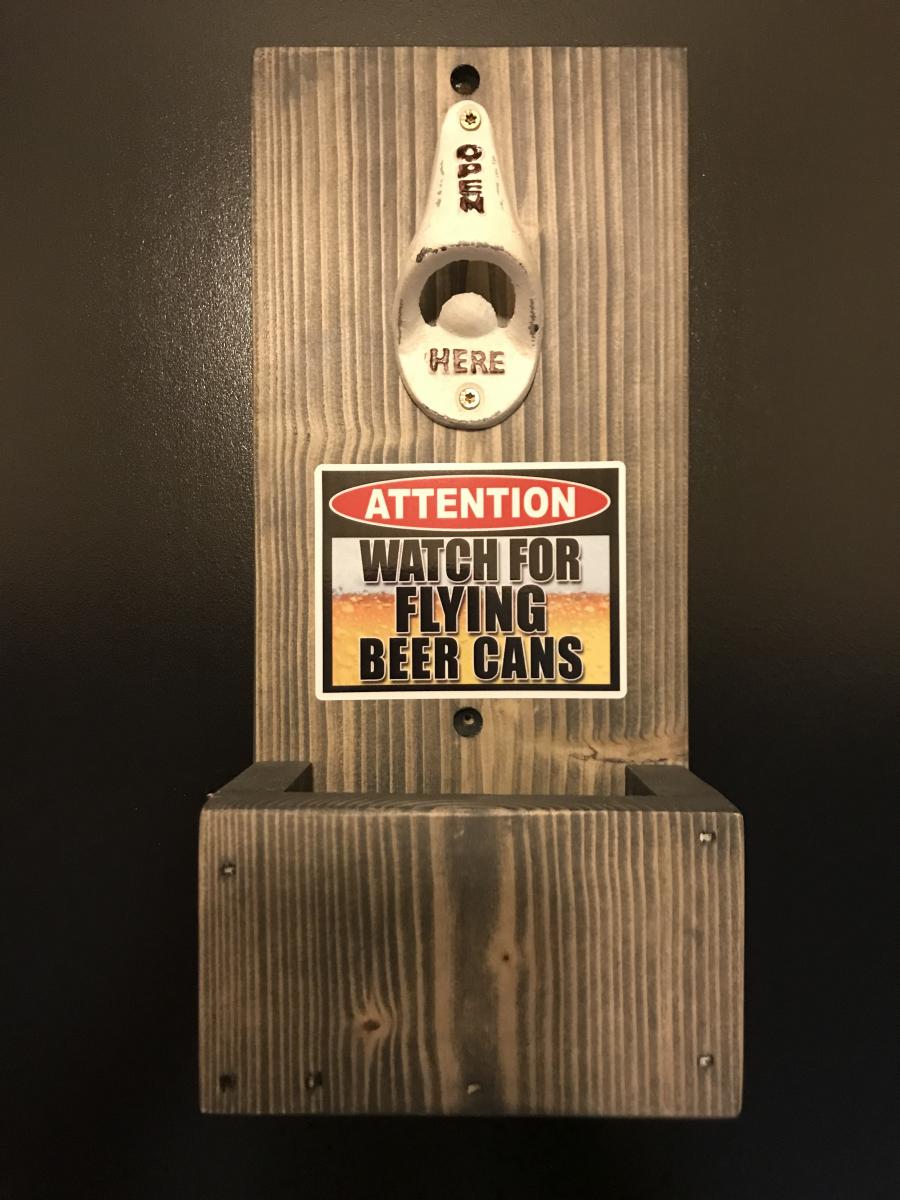 OPEN
HERE
ATTENTION
WATCH FOR
FLYING
BEER CANS